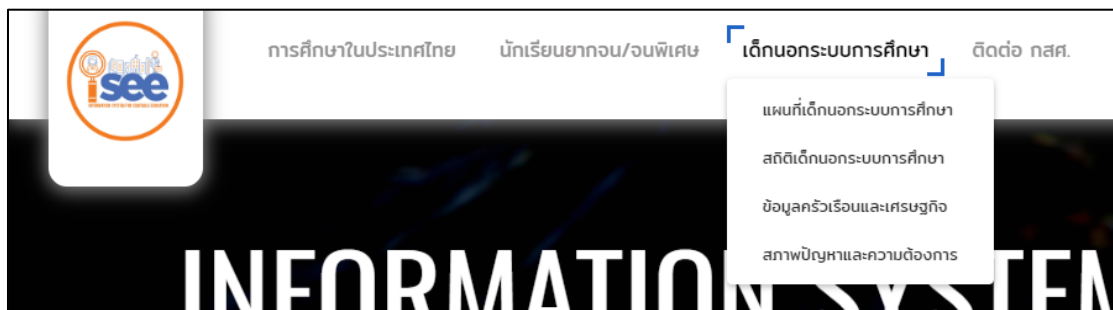 isee
การศึกษาในประเทศไทย นักเรียนยากจน/จนพิเศษ เด็กนอกระบบการศึกษา ติดต่อ กสศ.
แผนที่เด็กนอกระบบการศึกษา
สถิติเด็กนอกระบบการศึกษา
ข้อมูลครัวเรือนและเศรษฐกิจ
สภาพปัญหาและความต้องการ
INFORMATION SYSTEM